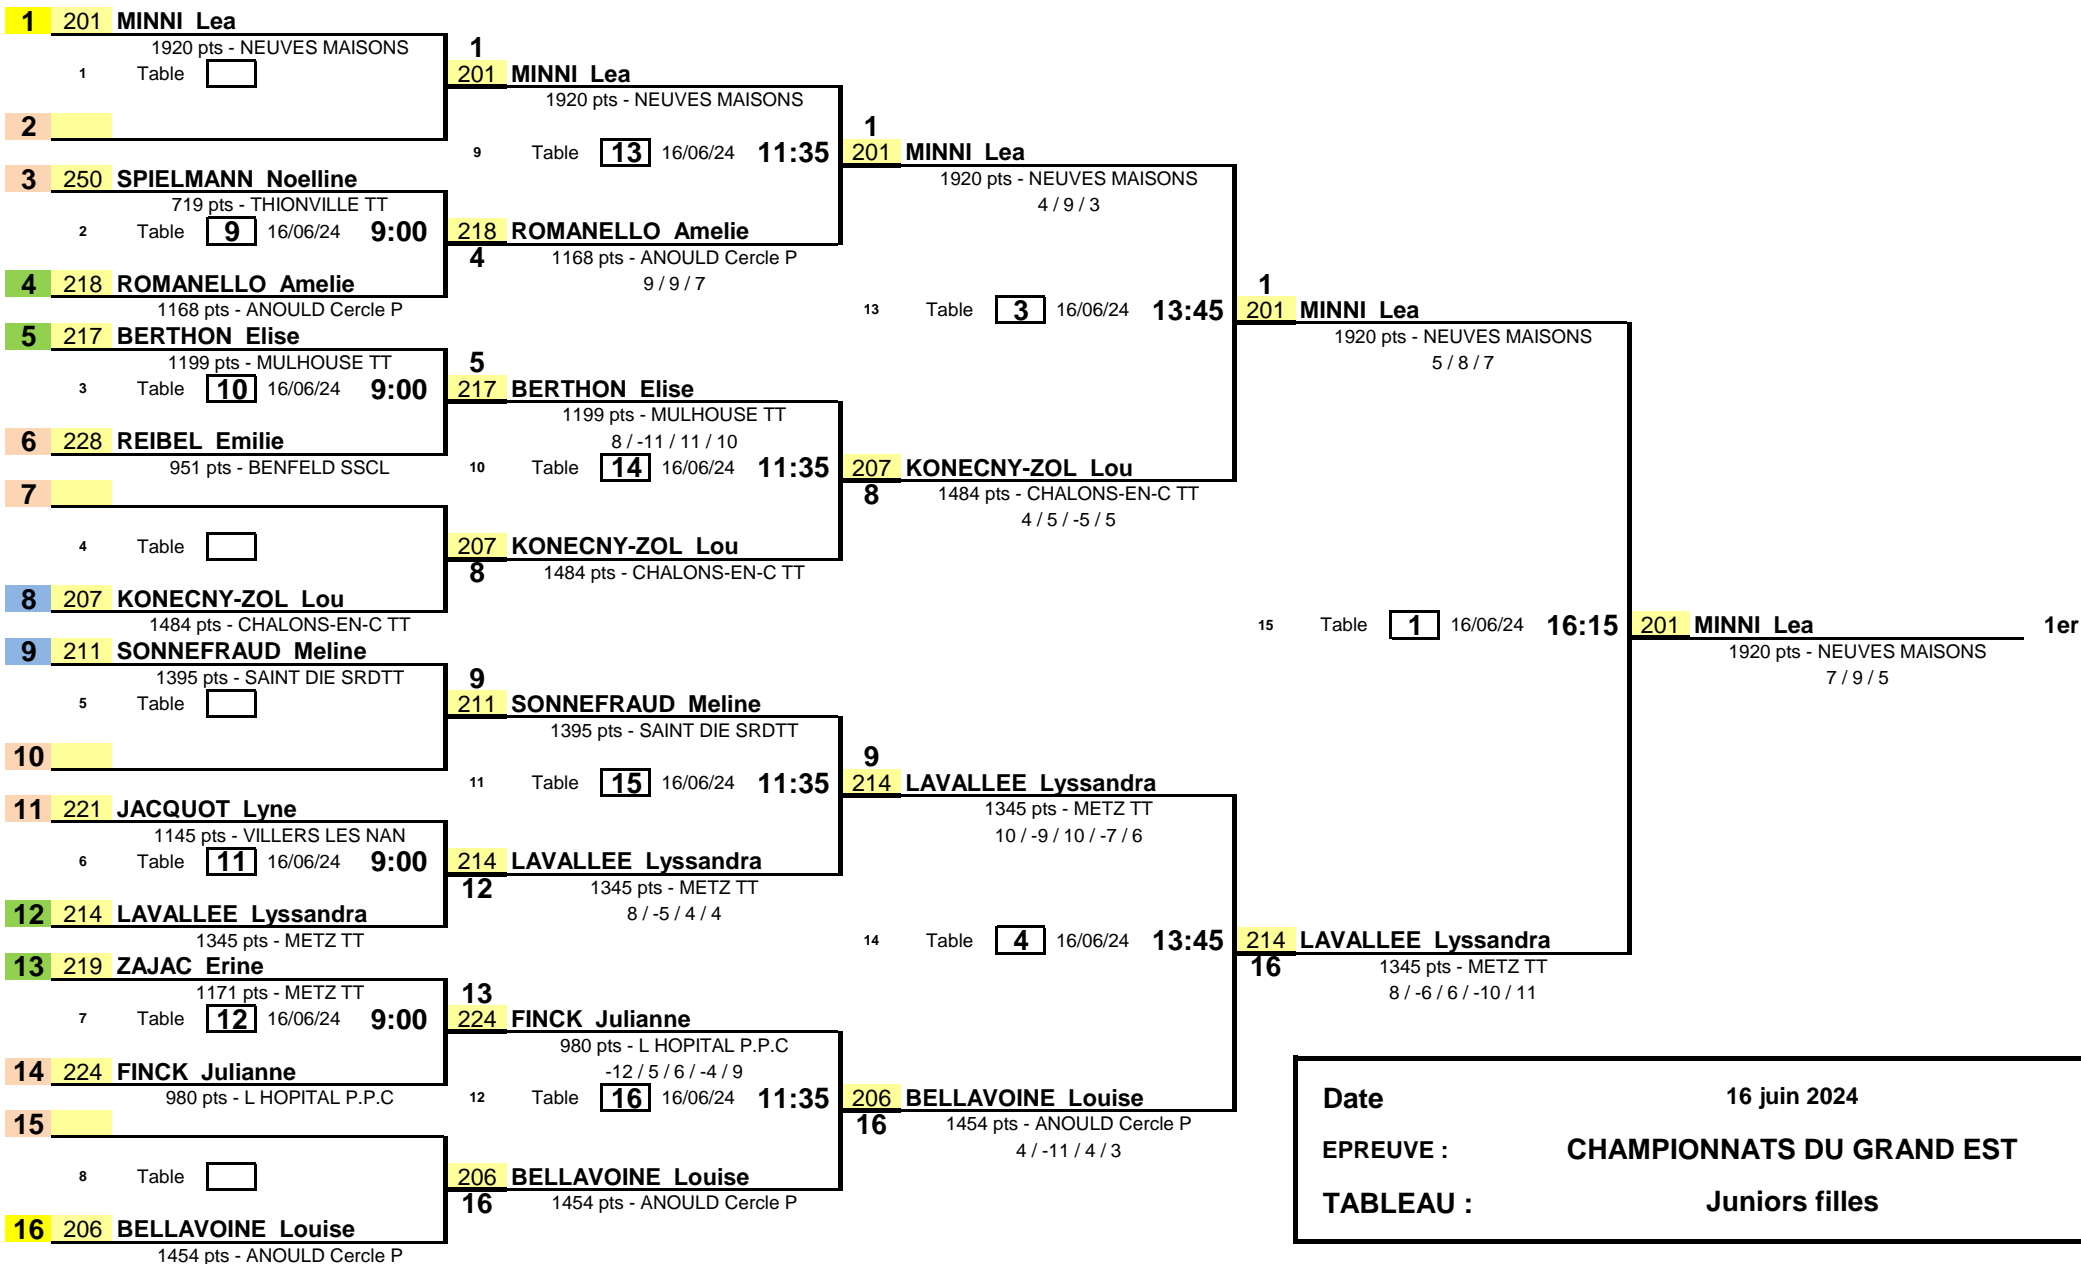 1 201 MINNI Lea
1920 pts - NEUVES MAISONS
1 Table
2
3 250 SPIELMANN Noelline
719 pts - THIONVILLE TT
2 Table 9 16/06/24 9:00
4 218 ROMANELLO Amelie
1168 pts - ANOULD Cercle P
5 217 BERTHON Elise
1199 pts - MULHOUSE TT
3 Table 10 16/06/24 9:00
6 228 REIBEL Emilie
951 pts - BENFELD SSCL
7
4 Table
8 207 KONECNY-ZOL Lou
1484 pts - CHALONS-EN-C TT
9 211 SONNEFRAUD Meline
1395 pts - SAINT DIE SRDTT
5 Table
10
11 221 JACQUOT Lyne
1145 pts - VILLERS LES NAN
6 Table 11 16/06/24 9:00
12 214 LAVALLEE Lyssandra
1345 pts - METZ TT
13 219 ZAJAC Erine
1171 pts - METZ TT
7 Table 12 16/06/24 9:00
14 224 FINCK Julianne
980 pts - L HOPITAL P.P.C
15
8 Table
16 206 BELLAVOINE Louise
1454 pts - ANOULD Cercle P
1
201 MINNI Lea
1920 pts - NEUVES MAISONS
9 Table 13 16/06/24 11:35
218 ROMANELLO Amelie
4 1168 pts - ANOULD Cercle P
9 / 9 / 7
5
217 BERTHON Elise
1199 pts - MULHOUSE TT
8 / -11 / 11 / 10
10 Table 14 16/06/24 11:35
207 KONECNY-ZOL Lou
8 1484 pts - CHALONS-EN-C TT
9
211 SONNEFRAUD Meline
1395 pts - SAINT DIE SRDTT
11 Table 15 16/06/24 11:35
214 LAVALLEE Lyssandra
12 1345 pts - METZ TT
8 / -5 / 4 / 4
13
224 FINCK Julianne
980 pts - L HOPITAL P.P.C
-12 / 5 / 6 / -4 / 9
12 Table 16 16/06/24 11:35
206 BELLAVOINE Louise
16 1454 pts - ANOULD Cercle P
1
201 MINNI Lea
1920 pts - NEUVES MAISONS
4 / 9 / 3
13 Table 3 16/06/24 13:45
207 KONECNY-ZOL Lou
8 1484 pts - CHALONS-EN-C TT
4 / 5 / -5 / 5
9
214 LAVALLEE Lyssandra
1345 pts - METZ TT
10 / -9 / 10 / -7 / 6
14 Table 4 16/06/24 13:45
206 BELLAVOINE Louise
16 1454 pts - ANOULD Cercle P
4 / -11 / 4 / 3
1
201 MINNI Lea
1920 pts - NEUVES MAISONS
5 / 8 / 7
15 Table 1 16/06/24 16:15
214 LAVALLEE Lyssandra
16 1345 pts - METZ TT
8 / -6 / 6 / -10 / 11
201 MINNI Lea 1er
1920 pts - NEUVES MAISONS
7 / 9 / 5
Date 16 juin 2024
EPREUVE : CHAMPIONNATS DU GRAND EST
TABLEAU : Juniors filles